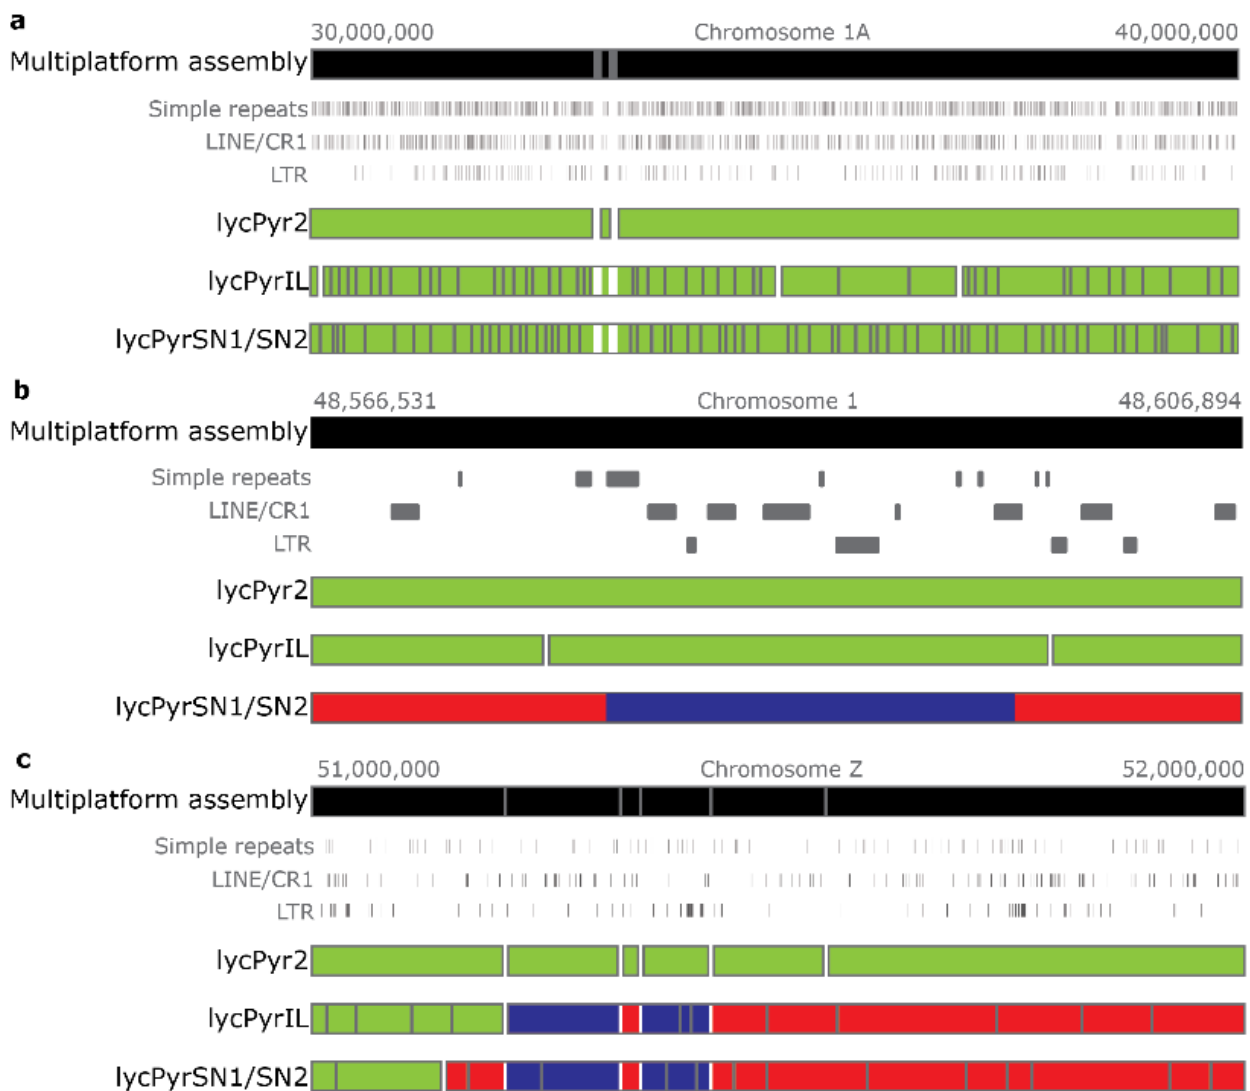 a
30,000,000 Chromosome 1A 40,000,000
Multiplatform assembly
Simple repeats
LINE/CR1
LTR
lycPyr2
lycPyrIL
lycPyrSN1/SN2
b
48,566,531 Chromosome 1 48,606,894
Multiplatform assembly
Simple repeats
LINE/CR1
LTR
lycPyr2
lycPyrIL
lycPyrSN1/SN2
c
51,000,000 Chromosome Z 52,000,000
Multiplatform assembly
Simple repeats
LINE/CR1
LTR
lycPyr2
lycPyrIL
lycPyrSN1/SN2